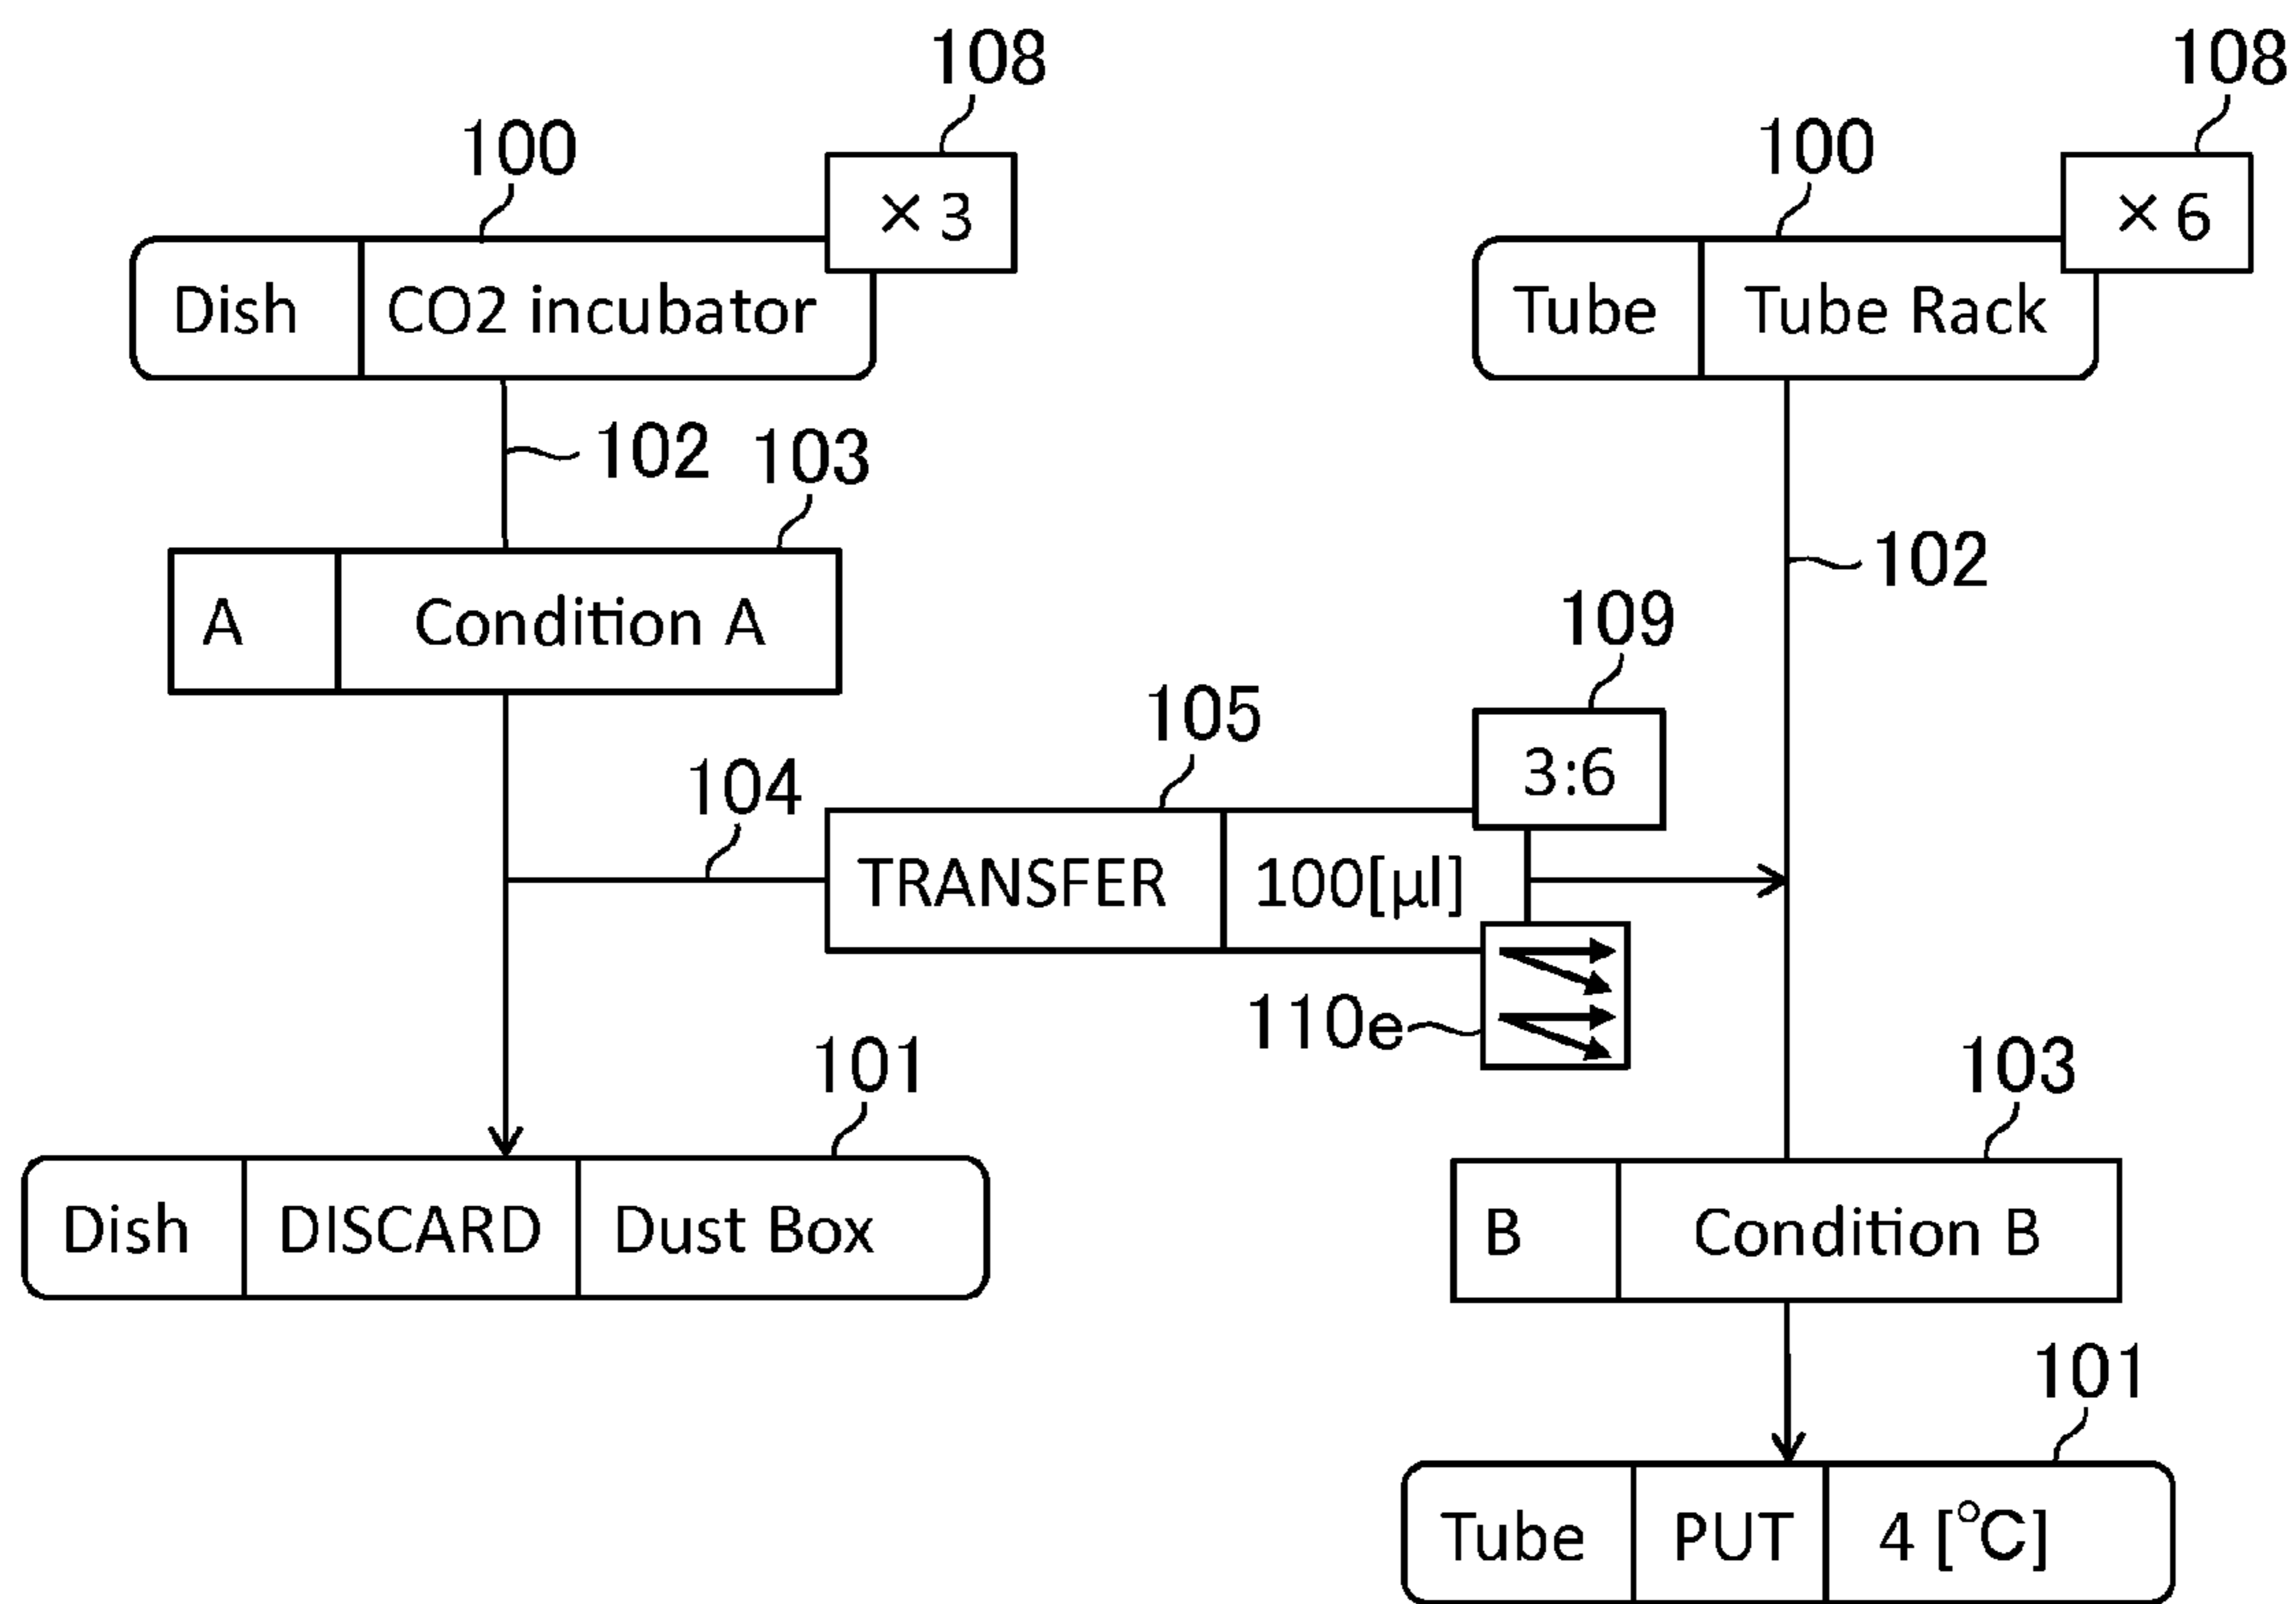 108
108
100
100
× 3
× 6
Dish
CO2 incubator
Tube
Tube Rack
102
103
102
A
Condition A
109
105
3:6
104
TRANSFER
100[μl]
110e
101
103
Dish
DISCARD
Dust Box
B
Condition B
101
Tube
PUT
4 [℃]